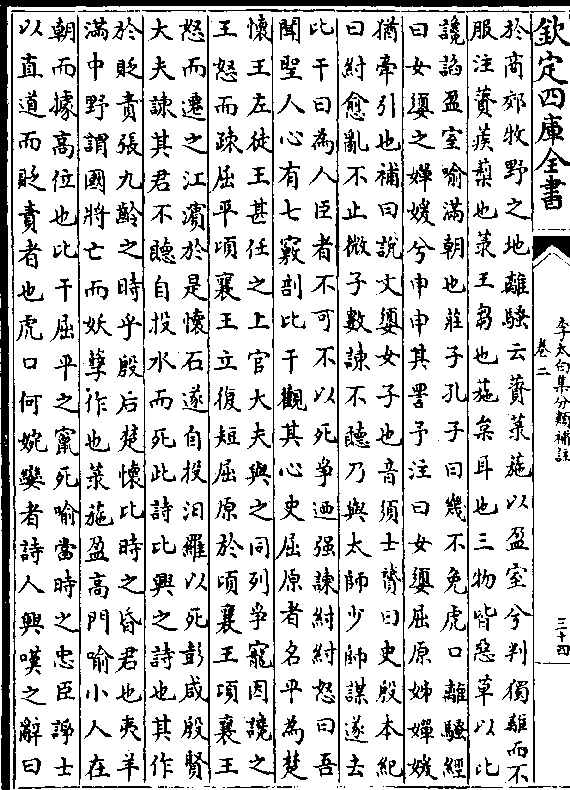 欽定四庫全書
李太白集分類補註
卷二
三十四
於商郊牧野之地離騷云薋菉葹以盈室兮判獨離而不
服注薋蒺藜也菉王芻也葹枲耳也三物皆惡草以比
讒諂盈室喻滿朝也莊子孔子曰幾不免虎口離騷經
曰女嬃之嬋媛兮申申其詈予注曰女嬃屈原姊嬋媛
猶牽引也補曰說文嬃女子也音須士贇曰史殷本紀
曰紂愈亂不止微子數諫不聽乃與太師少師謀遂去
比干曰為人臣者不可不以死爭迺强諫紂紂怒曰吾
聞聖人心有七竅剖比干觀其心史屈原者名平為楚
懷王左徒王甚任之上官大夫與之同列爭寵因讒之
王怒而疎屈平頃襄王立復短屈原於頃襄王頃襄王
怒而遷之江濱於是懷石遂自投汨羅以死彭咸殷賢
大夫諫其君不聽自投水而死此詩比興之詩也其作
於貶責張九齡之時乎殷后楚懷比時之昏君也夷羊
滿中野謂國將亡而妖孽作也菉葹盈高門喻小人在
朝而據高位也比干屈平之竄死喻當時之忠臣諍士
以直道而貶責者也虎口何婉孌者詩人興嘆之辭曰